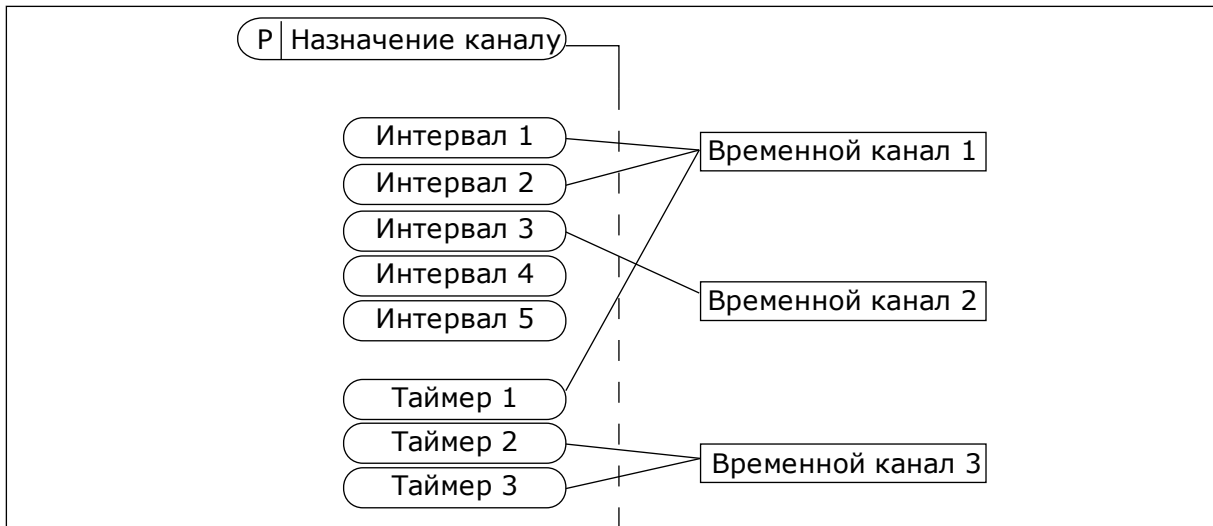 P Назначение каналу
Интервал 1
Интервал 2
Интервал 3
Интервал 4
Интервал 5
Таймер 1
Таймер 2
Таймер 3
Временной канал 1
Временной канал 2
Временной канал 3